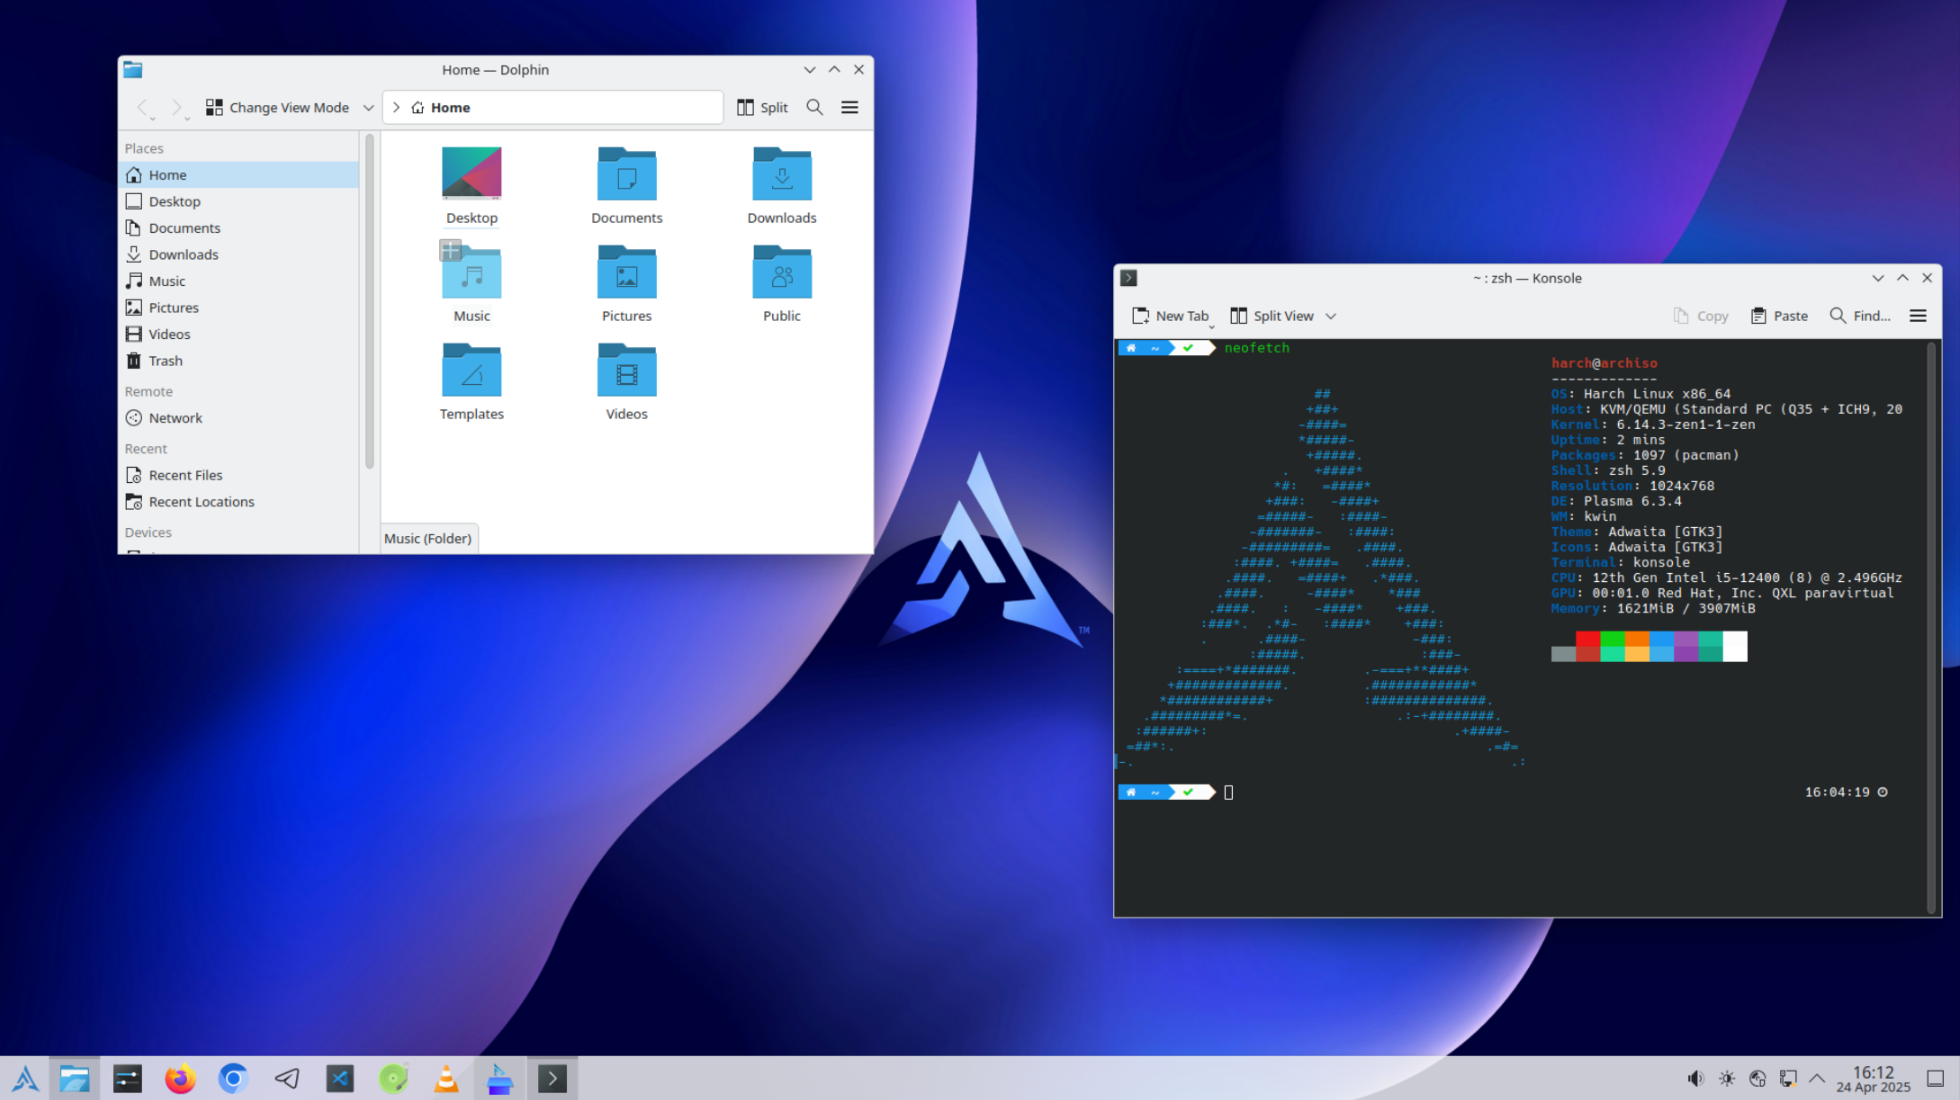 Home — Dolphin
Change View Mode
Home
Split
Places
Home
Desktop
Documents
Downloads
Music
Pictures
Videos
Trash
Remote
Network
Recent
Recent Files
Recent Locations
Devices
Desktop
Documents
Downloads
Music
Pictures
Public
Templates
Videos
Music (Folder)
TM
~ : zsh — Konsole
New Tab
Split View
Copy
Paste
Find...
~ neofetch
harch@archiso
-------------
OS: Harch Linux x86_64
Host: KVM/QEMU (Standard PC (Q35 + ICH9, 20
Kernel: 6.14.3-zen1-1-zen
Uptime: 2 mins
Packages: 1097 (pacman)
Shell: zsh 5.9
Resolution: 1024x768
DE: Plasma 6.3.4
WM: kwin
Theme: Adwaita [GTK3]
Icons: Adwaita [GTK3]
Terminal: konsole
CPU: 12th Gen Intel i5-12400 (8) @ 2.496GHz
GPU: 00:01.0 Red Hat, Inc. QXL paravirtual
Memory: 1621MiB / 3907MiB
~
16:04:19
16:12
24 Apr 2025